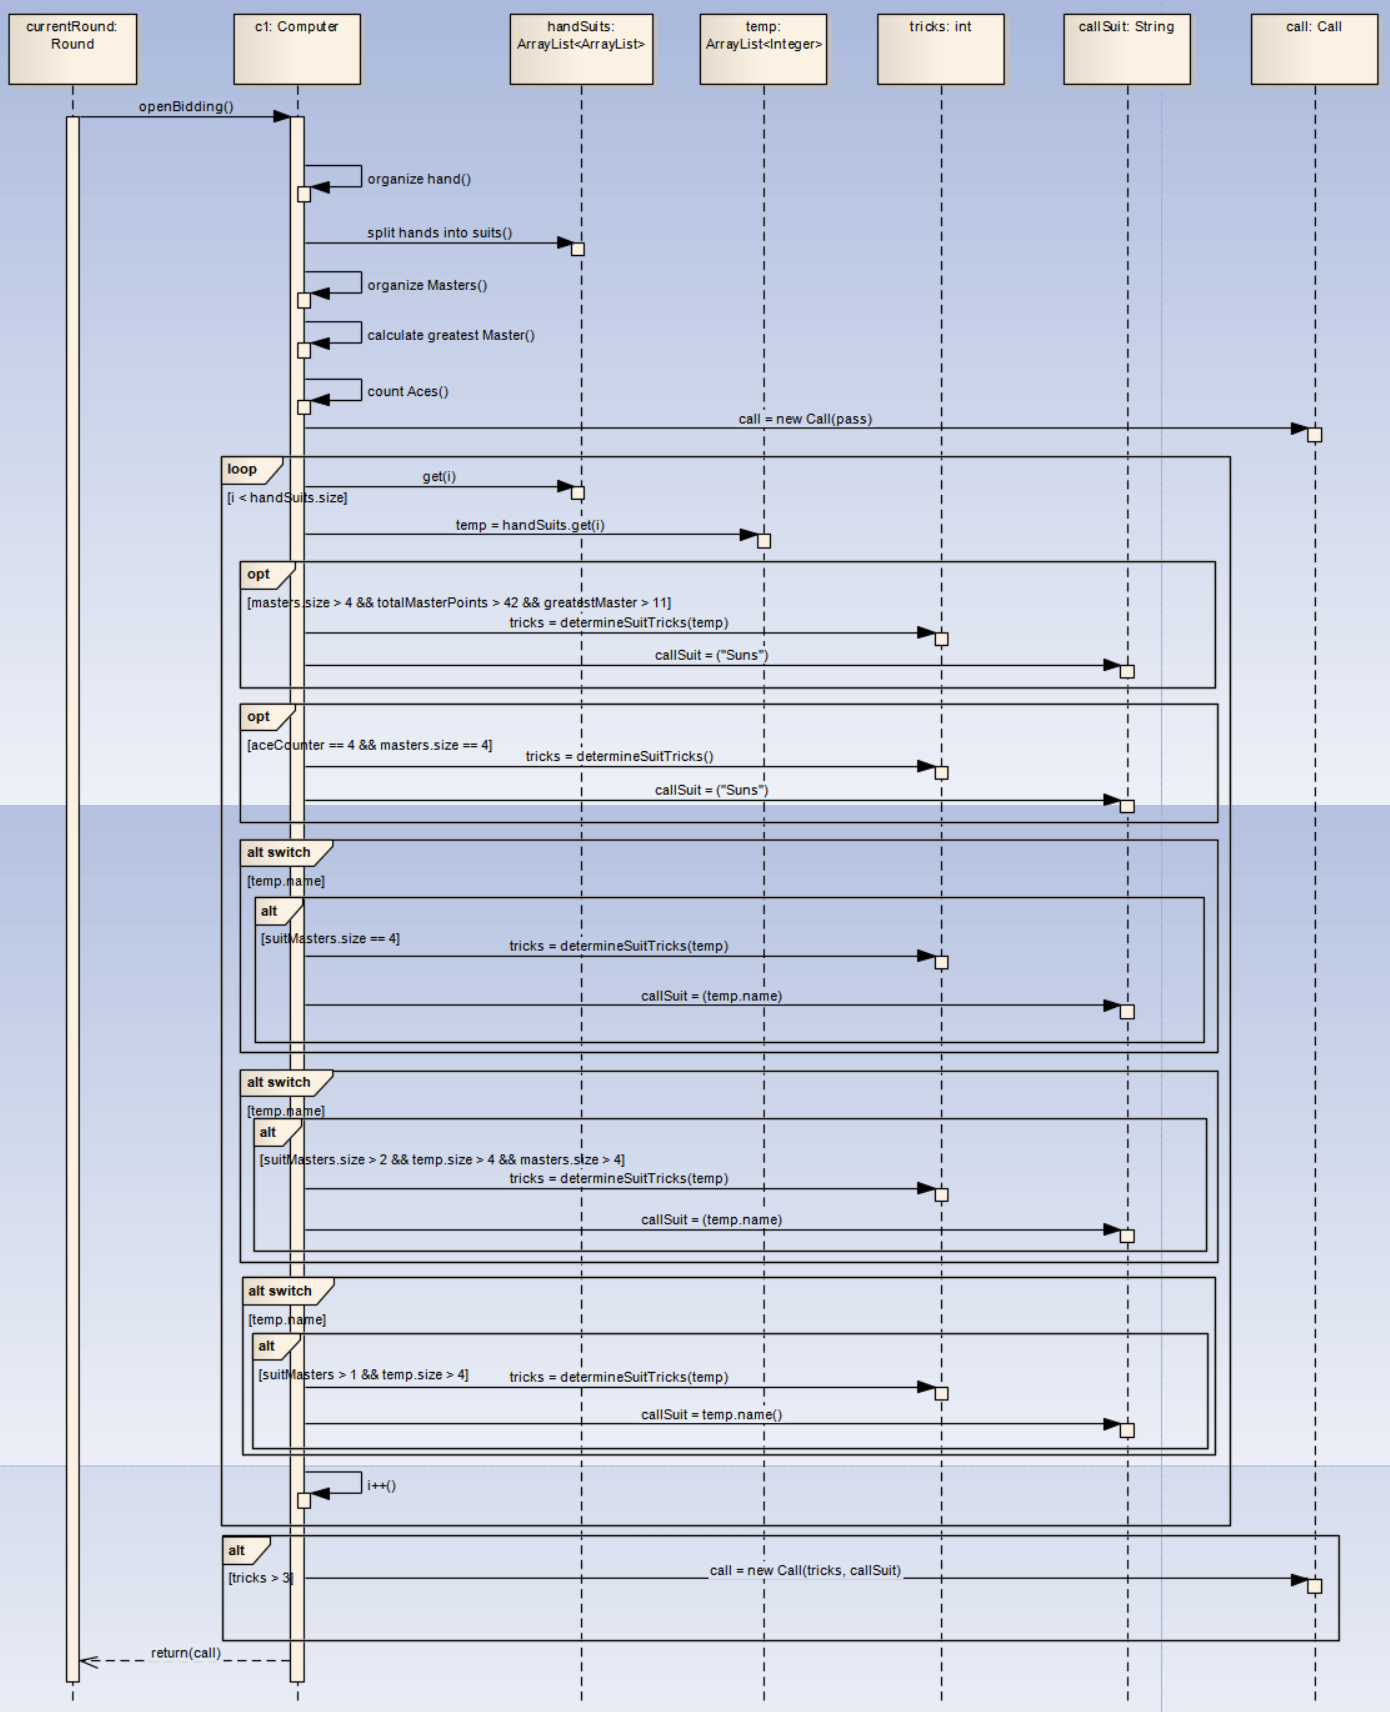 currentRound:
Round
c1: Computer
handSuits:
ArrayList<ArrayList>
temp:
ArrayList<Integer>
tricks: int
callSuit: String
call: Call
openBidding()
organize hand()
split hands into suits()
organize Masters()
calculate greatest Master()
count Aces()
call = new Call(pass)
loop
get(i)
[i < handSuits.size]
temp = handSuits.get(i)
opt
[masters.size > 4 && totalMasterPoints > 42 && greatestMaster > 11]
tricks = determineSuitTricks(temp)
callSuit = ("Suns")
opt
[aceCounter == 4 && masters.size == 4]
tricks = determineSuitTricks()
callSuit = ("Suns")
alt switch
[temp.name]
alt
[suitMasters.size == 4]
tricks = determineSuitTricks(temp)
callSuit = (temp.name)
alt switch
[temp.name]
alt
[suitMasters.size > 2 && temp.size > 4 && masters.size > 4]
tricks = determineSuitTricks(temp)
callSuit = (temp.name)
alt switch
[temp.name]
alt
[suitMasters > 1 && temp.size > 4]
tricks = determineSuitTricks(temp)
callSuit = temp.name()
i++()
alt
[tricks > 3]
call = new Call(tricks, callSuit)
return(call)